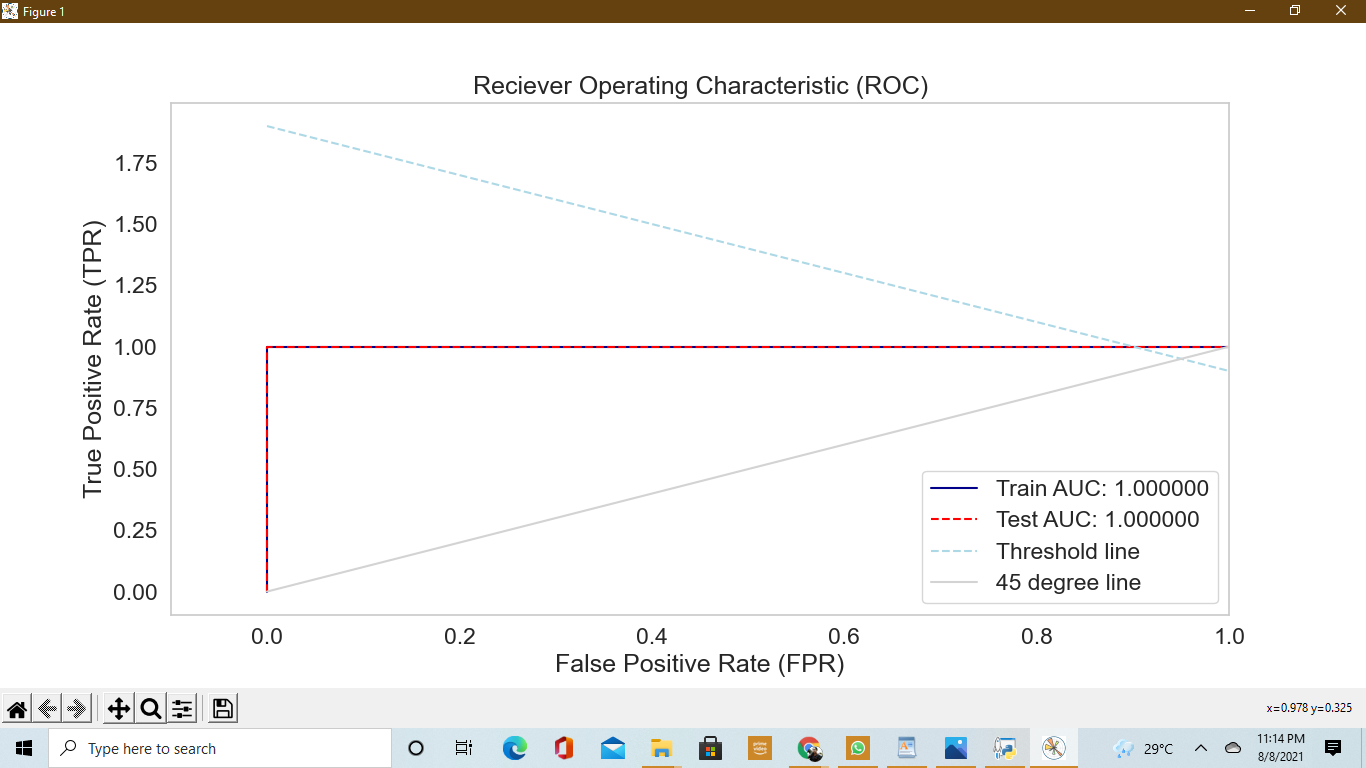 Figure 1
Reciever Operating Characteristic (ROC)
1.75
1.50
1.25
1.00
0.75
0.50
0.25
0.00
True Positive Rate (TPR)
0.0 0.2 0.4 0.6 0.8 1.0
False Positive Rate (FPR)
Train AUC: 1.000000
Test AUC: 1.000000
Threshold line
45 degree line
x=0.978 y=0.325
Type here to search
prime video
29°C
11:14 PM
8/8/2021